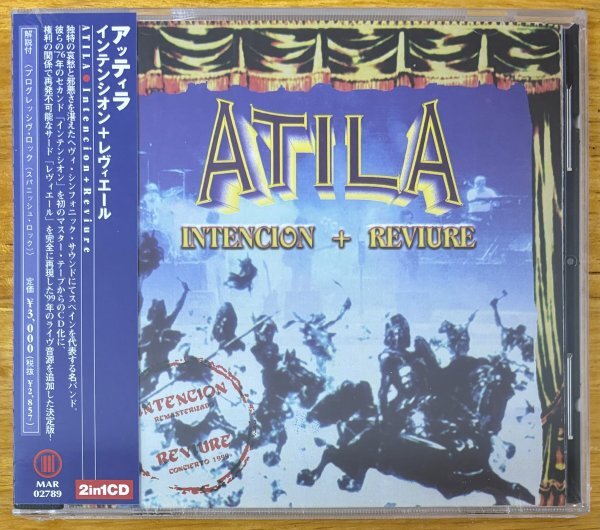 アッティラ
インテンシオン+レヴィエール
ATILA●Intencion+Reviure
独特の哀愁と邪悪さを湛えたヘヴィ・シンフォニック・サウンドにてスペインを代表する名バンド。
彼らの'76年のセカンド「インテンシオン」を初のマスター・テープからのCD化に、
権利の関係で再発不可能なサード「レヴィエール」を完全に再現した'99年のライヴ音源を追加した決定版!
解説付 〈プログレッシヴ・ロック(スパニッシュ・ロック)〉 定価¥3,000(税抜¥2,857)
MAR
02789
2in1CD
ATILA
INTENCION + REVIURE
INTENCION
REMASTERIZADO
REVIURE
CONCIERTO 1999